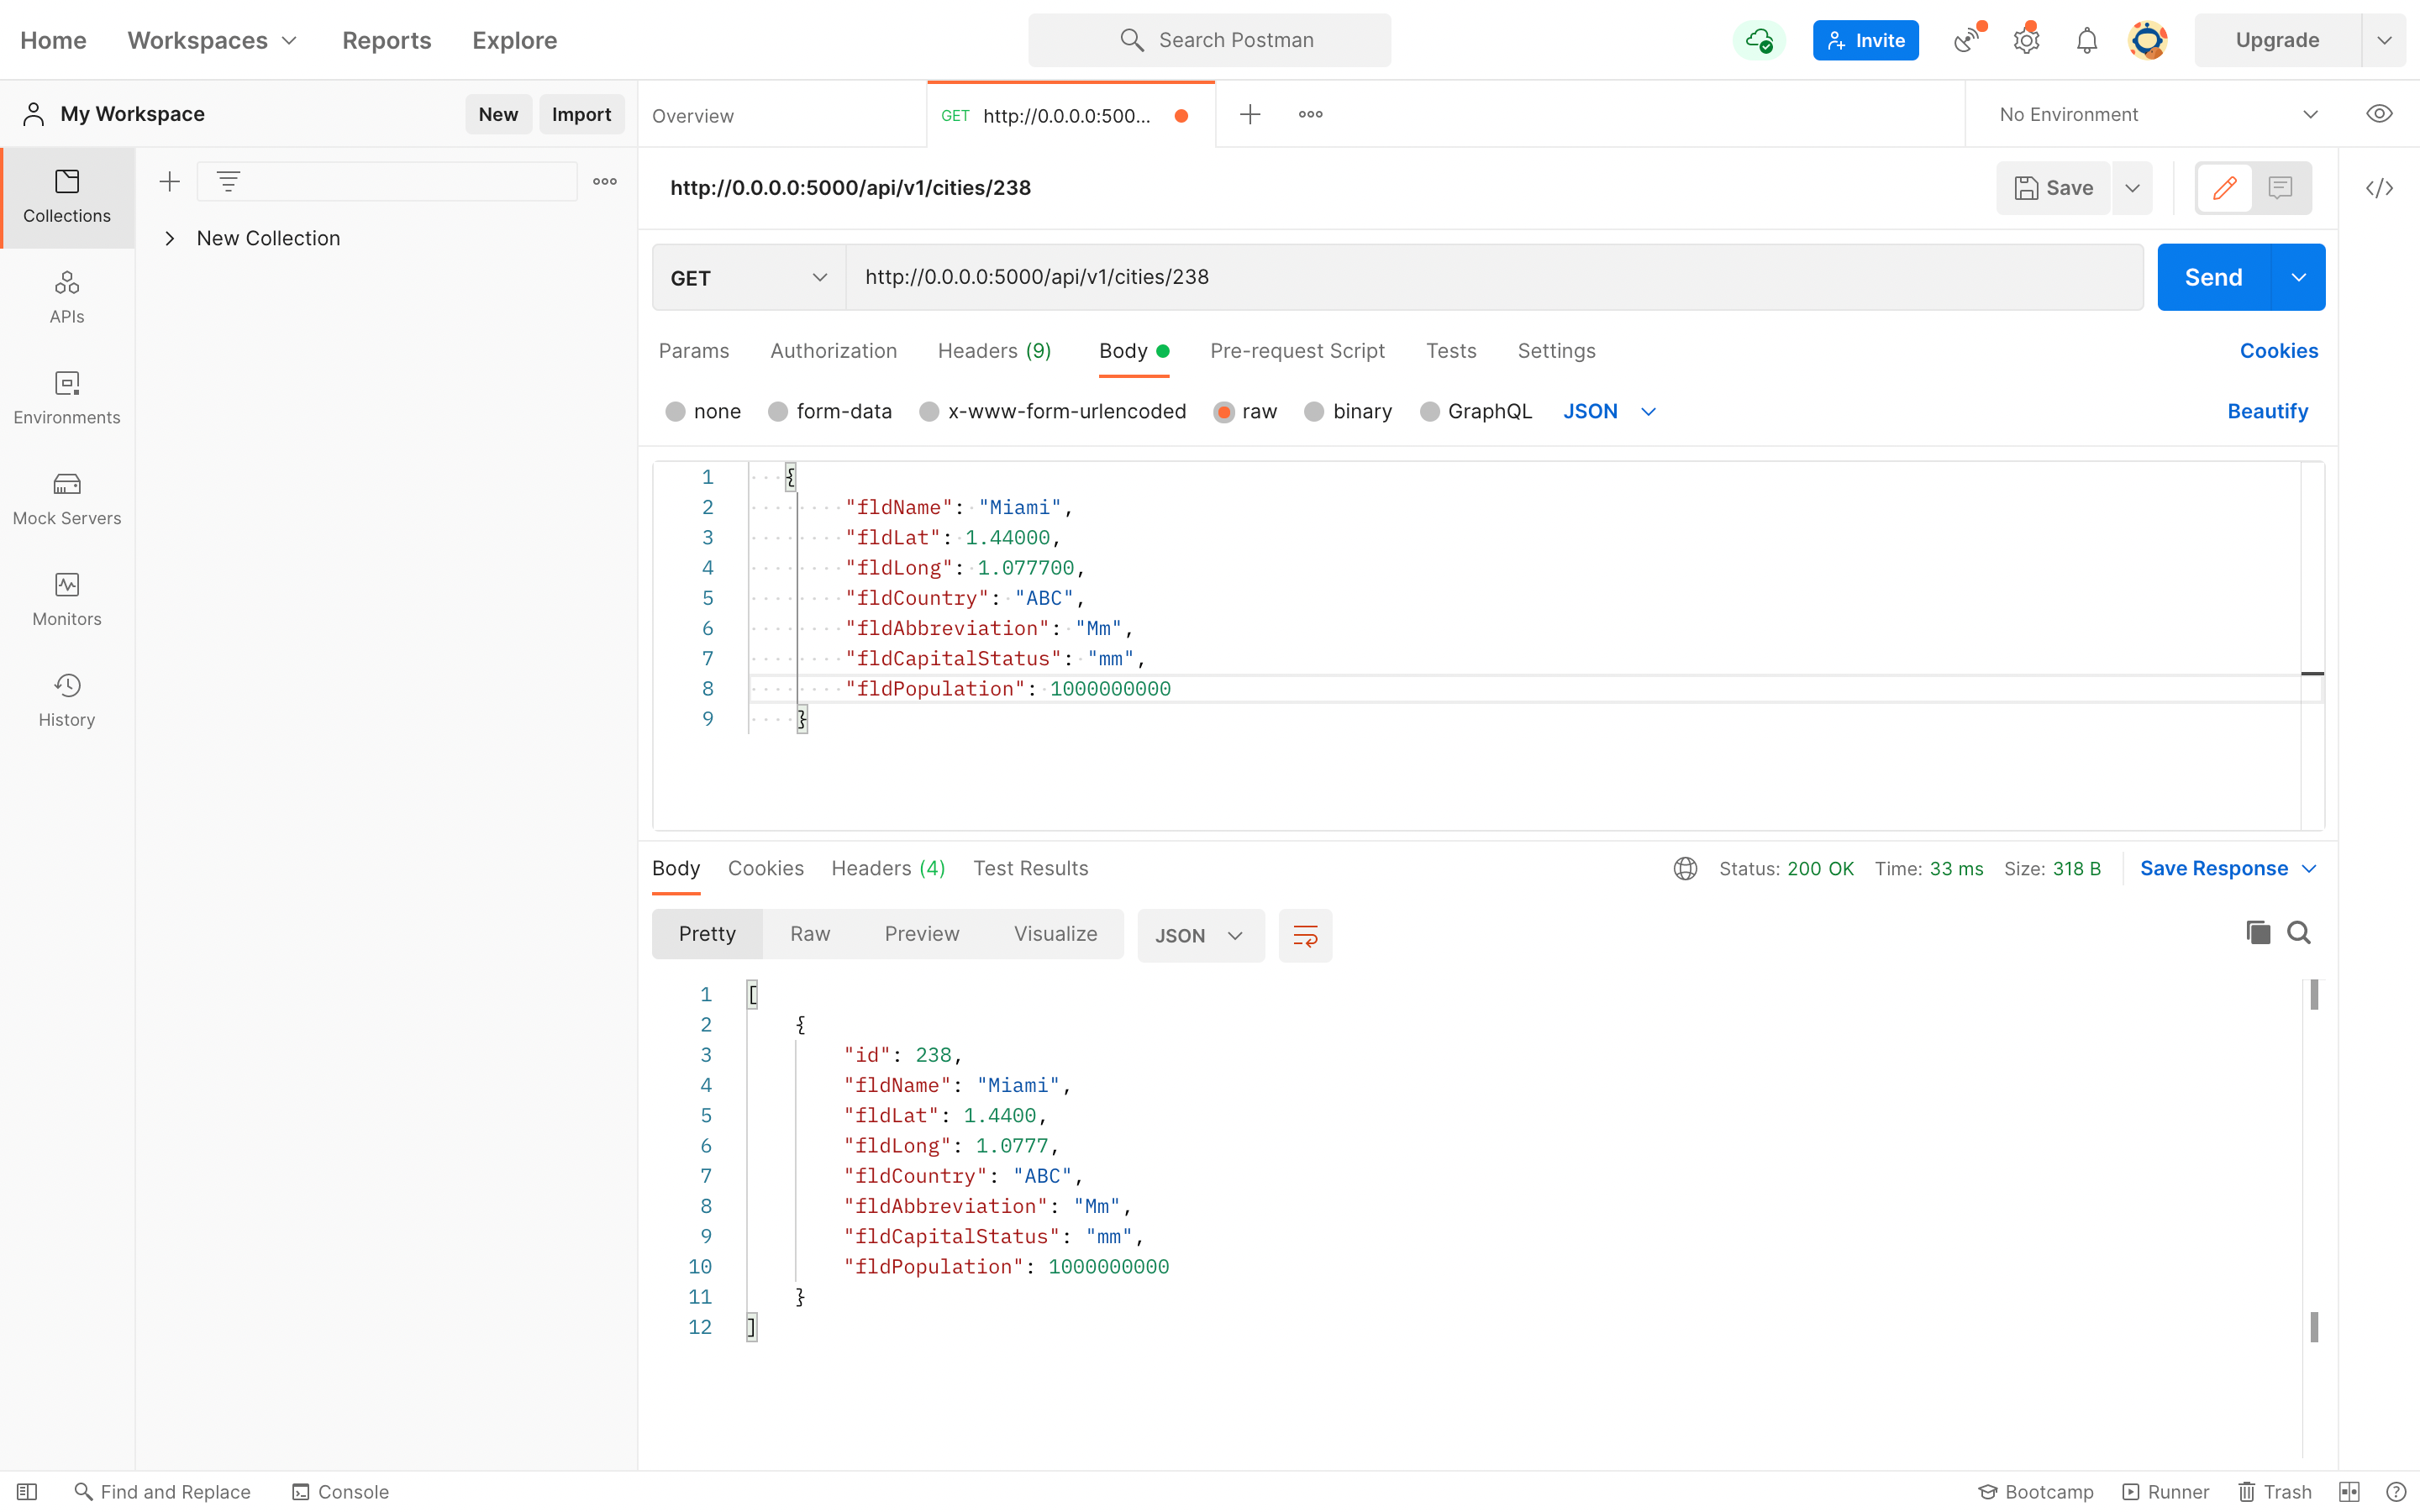 Home Workspaces Reports Explore Search Postman Invite Upgrade
My Workspace New Import Overview GET http://0.0.0.0:500... No Environment
Collections
http://0.0.0.0:5000/api/v1/cities/238 Save
New Collection
APIs
GET http://0.0.0.0:5000/api/v1/cities/238 Send
Params Authorization Headers (9) Body Pre-request Script Tests Settings Cookies
Environments
none form-data x-www-form-urlencoded raw binary GraphQL JSON Beautify
Mock Servers
Monitors
History
1 {
2 "fldName": "Miami",
3 "fldLat": 1.44000,
4 "fldLong": 1.077700,
5 "fldCountry": "ABC",
6 "fldAbbreviation": "Mm",
7 "fldCapitalStatus": "mm",
8 "fldPopulation": 1000000000
9 }
Body Cookies Headers (4) Test Results Status: 200 OK Time: 33 ms Size: 318 B Save Response
Pretty Raw Preview Visualize JSON
1 [
2 {
3 "id": 238,
4 "fldName": "Miami",
5 "fldLat": 1.4400,
6 "fldLong": 1.0777,
7 "fldCountry": "ABC",
8 "fldAbbreviation": "Mm",
9 "fldCapitalStatus": "mm",
10 "fldPopulation": 1000000000
11 }
12 ]
Find and Replace Console Bootcamp Runner Trash